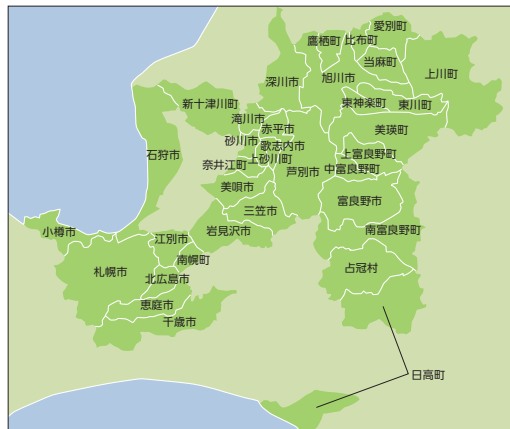 愛別町
鷹栖町
比布町
当麻町
上川町
深川市
旭川市
新十津川町
東神楽町
東川町
滝川市
赤平市
美瑛町
砂川市
歌志内市
石狩市
上富良野町
上砂川町
奈井江町
芦別市
中富良野町
美唄市
富良野市
三笠市
小樽市
江別市
岩見沢市
南富良野町
南幌町
札幌市
占冠村
北広島市
恵庭市
千歳市
日高町